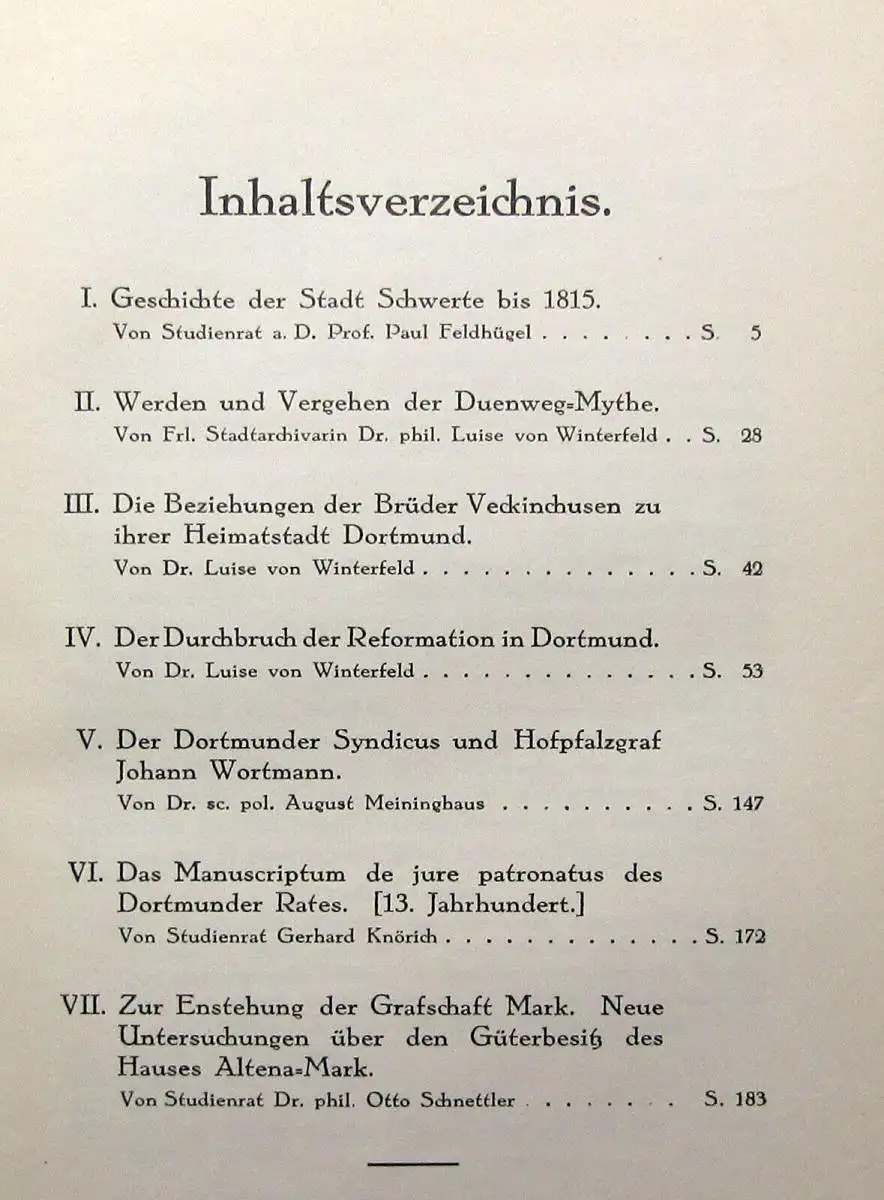 Inhaltsverzeichnis.
I. Geschichte der Stadt Schwerte bis 1815.
Von Studienrat a. D. Prof. Paul Feldhügel . . . . . . . . S. 5
II. Werden und Vergehen der Duenweg=Mythe.
Von Frl. Stadtarchivarin Dr. phil. Luise von Winterfeld . . S. 28
III. Die Beziehungen der Brüder Veckinchusen zu
ihrer Heimatstadt Dortmund.
Von Dr. Luise von Winterfeld . . . . . . . . . . . . . . S. 42
IV. Der Durchbruch der Reformation in Dortmund.
Von Dr. Luise von Winterfeld . . . . . . . . . . . . . . S. 53
V. Der Dortmunder Syndicus und Hofpfalzgraf
Johann Wortmann.
Von Dr. sc. pol. August Meininghaus . . . . . . . . . . S. 147
VI. Das Manuscriptum de jure patronatus des
Dortmunder Rates. [13. Jahrhundert.]
Von Studienrat Gerhard Knörich . . . . . . . . . . . . . S. 172
VII. Zur Enstehung der Grafschaft Mark. Neue
Untersuchungen über den Güterbesitz des
Hauses Altena=Mark.
Von Studienrat Dr. phil. Otto Schnettler . . . . . . . . S. 183